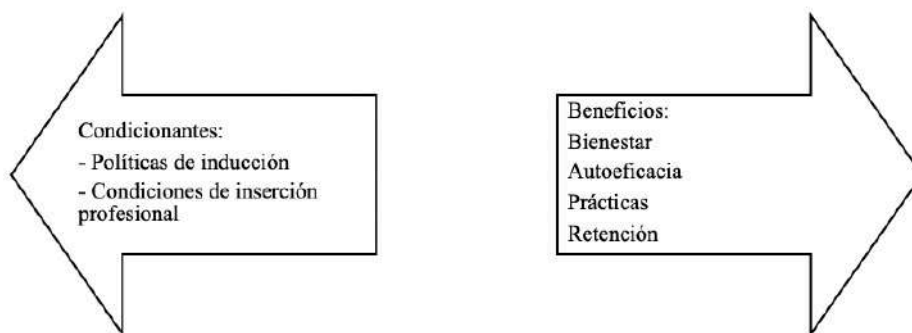 Condicionantes:
- Políticas de inducción
- Condiciones de inserción
profesional
Beneficios:
Bienestar
Autoeficacia
Prácticas
Retención